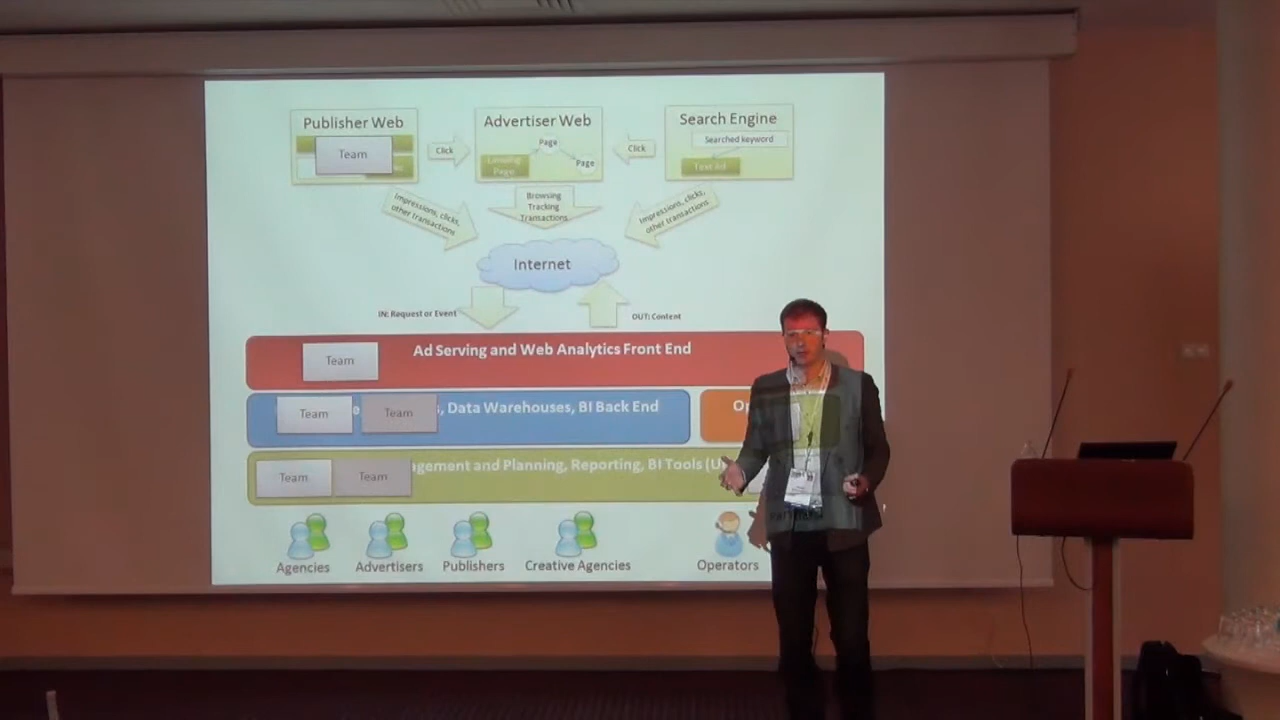 Publisher Web
Team
Click
Advertiser Web
Page
Landing
Page
Page
Click
Search Engine
Searched keyword
Text Ad
Impressions, clicks,
other transactions
Browsing
Tracking
Transactions
Impressions, clicks,
other transactions
Internet
IN: Request or Event
OUT: Content
Team
Ad Serving and Web Analytics Front End
Team
Team
, Data Warehouses, BI Back End
Team
Team
and Planning, Reporting, BI Tools
Agencies
Advertisers
Publishers
Creative Agencies
Operators